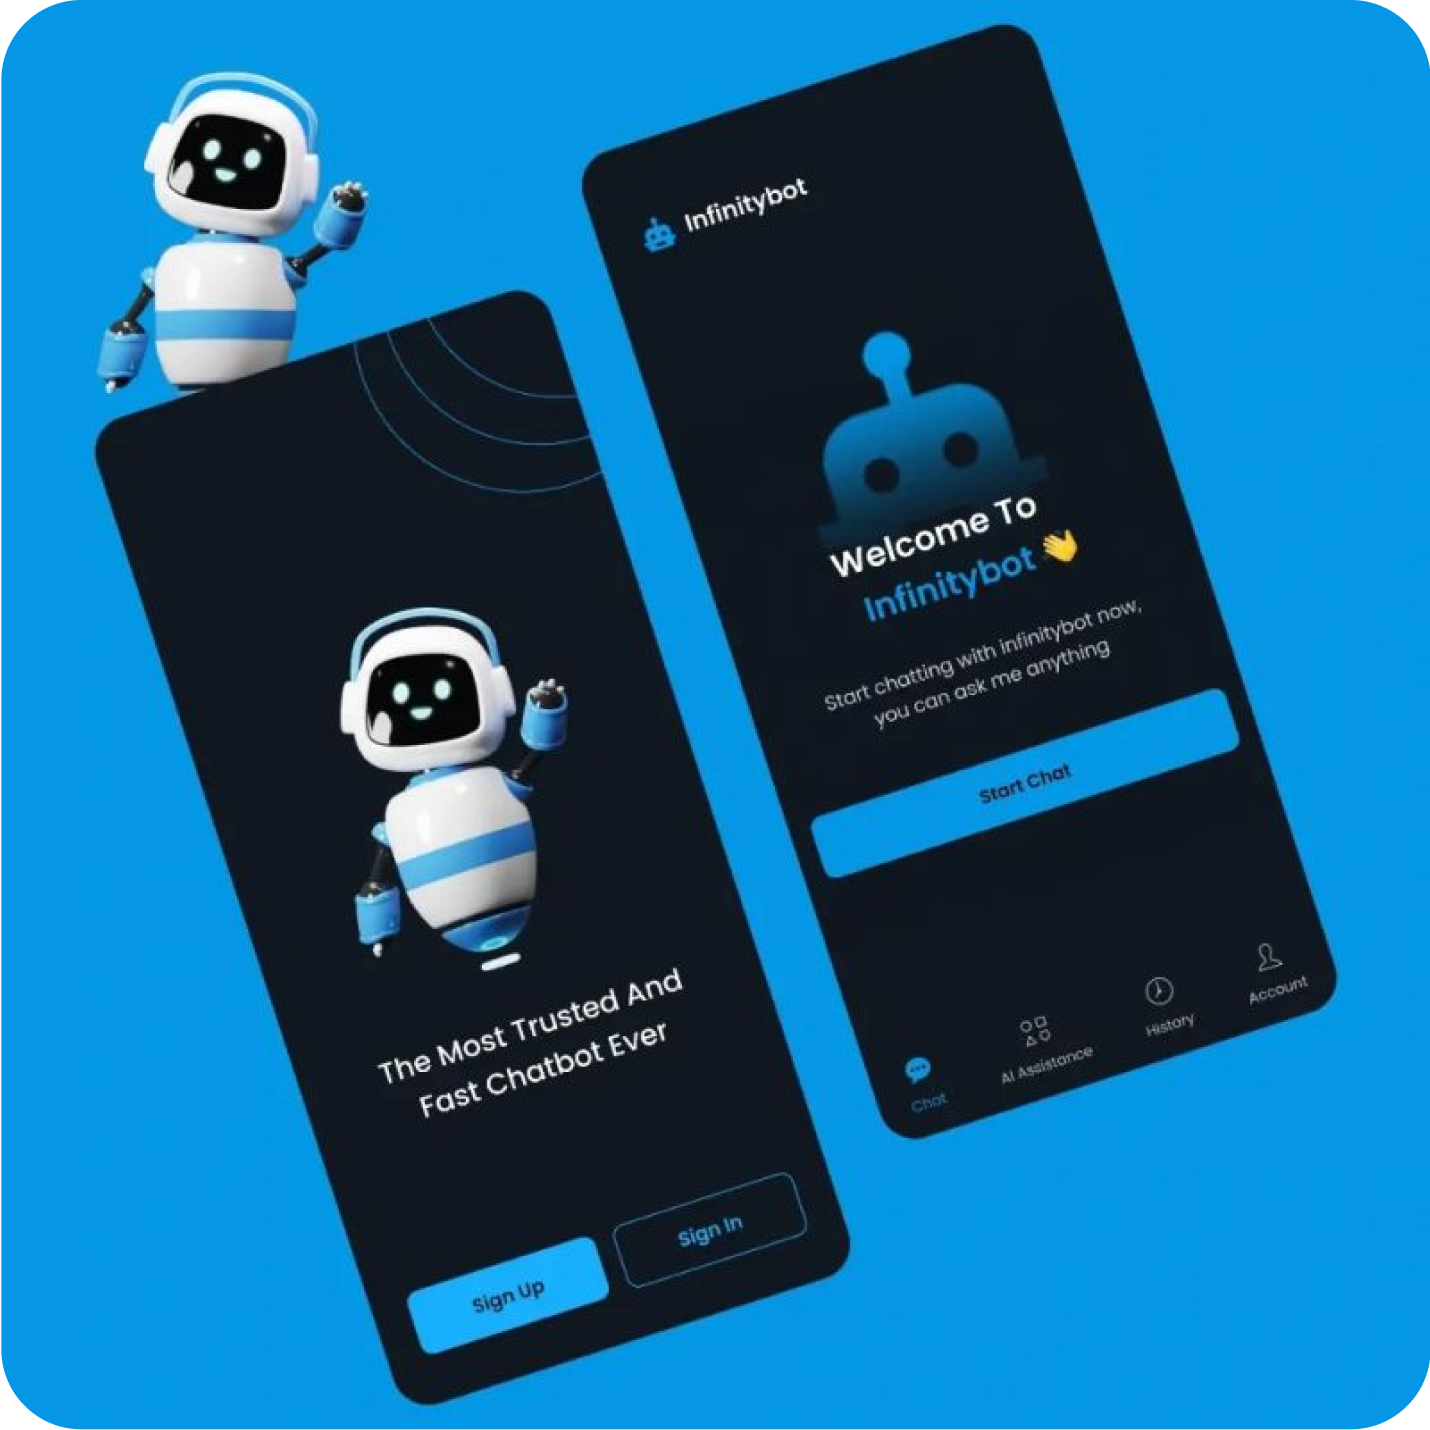 Infinitybot
Welcome To
Infinitybot 👋
Start chatting with infinitybot now,
you can ask me anything
Start Chat
Chat
AI Assistance
History
Account
The Most Trusted And
Fast Chatbot Ever
Sign Up
Sign In